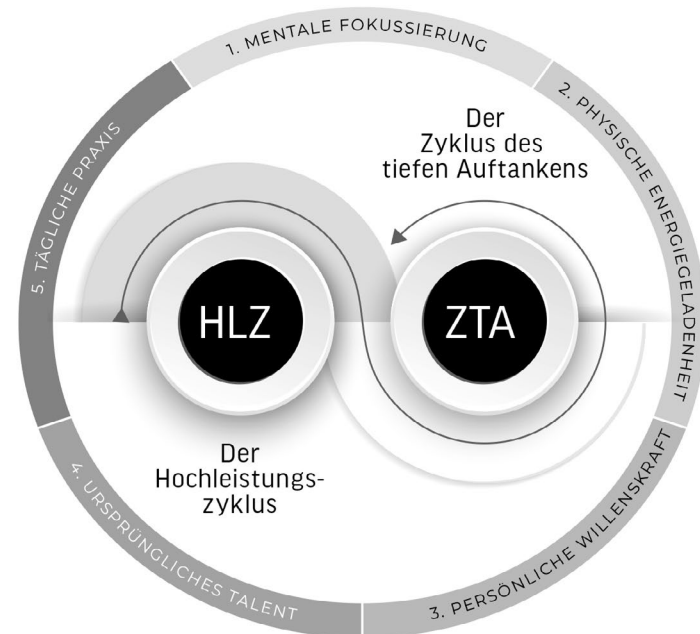 1. MENTALE FOKUSSIERUNG
2. PHYSISCHE ENERGIEGELADENHEIT
3. PERSÖNLICHE WILLENSKRAFT
4. URSPRÜNGLICHES TALENT
5. TÄGLICHE PRAXIS
Der
Zyklus des
tiefen Auftankens
HLZ
ZTA
Der
Hochleistungs-
zyklus